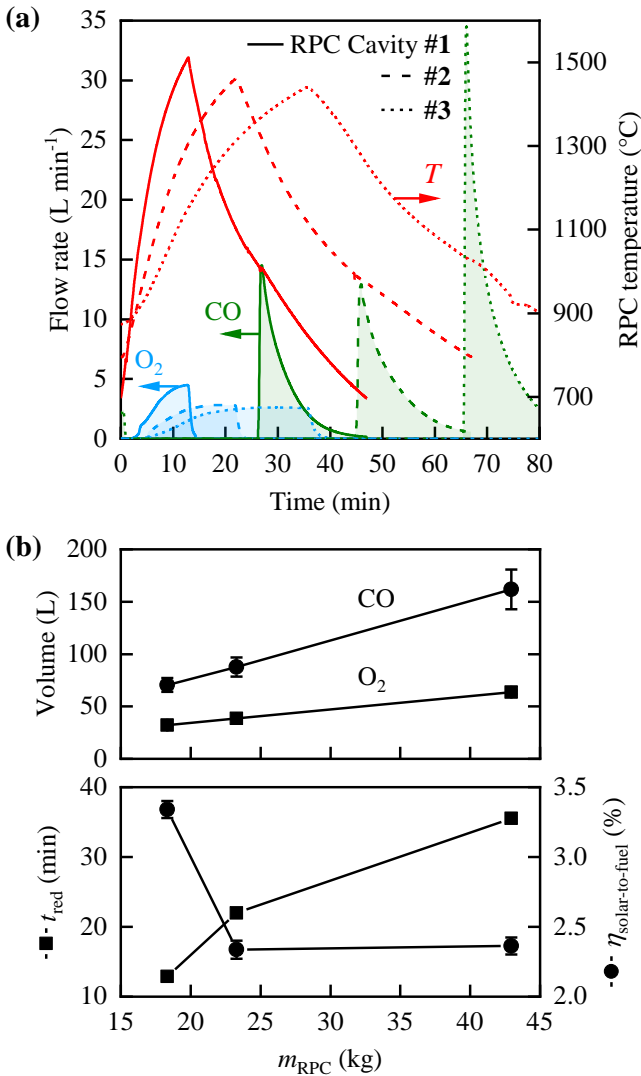 (a)
35
30
25
20
15
10
5
0
Flow rate (L min⁻¹)
RPC Cavity #1
#2
#3
T
CO
O₂
1500
1300
1100
900
700
RPC temperature (°C)
0 10 20 30 40 50 60 70 80
Time (min)
(b)
200
150
100
50
0
Volume (L)
CO
O₂
40
30
20
10
t_red (min)
3.5
3.0
2.5
2.0
η_solar-to-fuel (%)
15 20 25 30 35 40 45
m_RPC (kg)